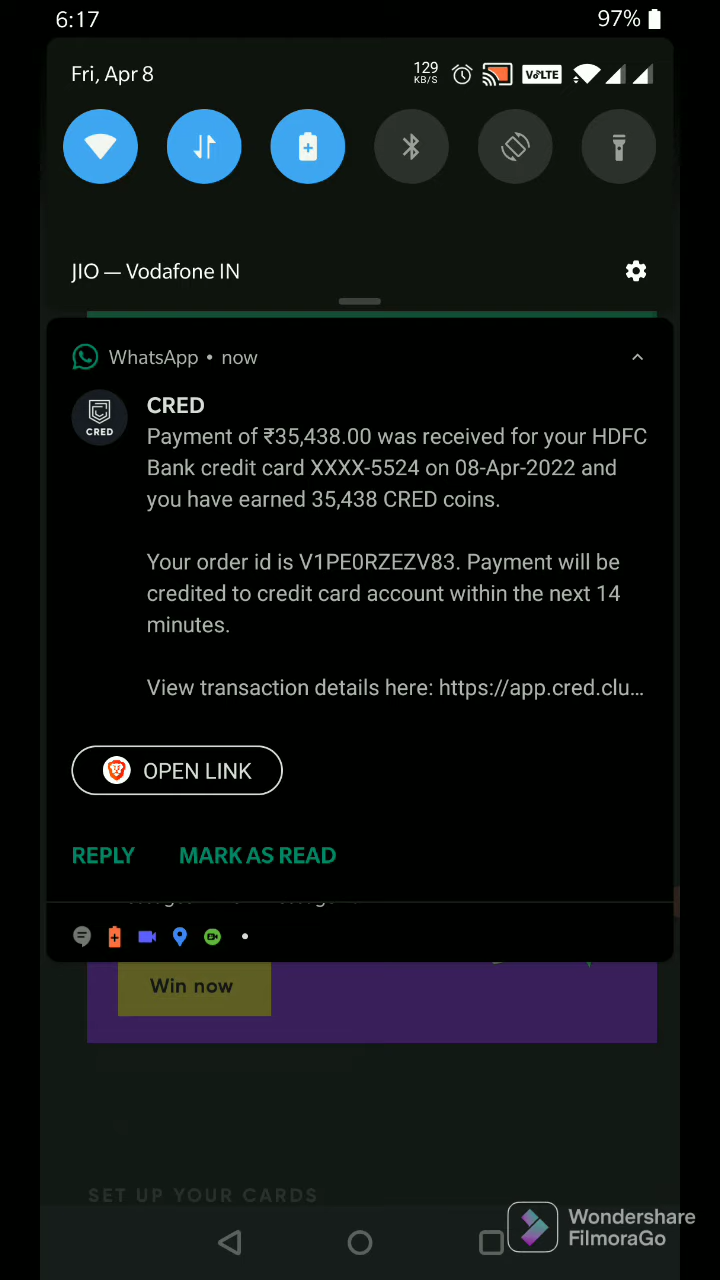 6:17
97%
Fri, Apr 8
129
KB/S
VoLTE
JIO — Vodafone IN
WhatsApp • now
CRED
CRED
Payment of ₹35,438.00 was received for your HDFC
Bank credit card XXXX-5524 on 08-Apr-2022 and
you have earned 35,438 CRED coins.
Your order id is V1PE0RZEZV83. Payment will be
credited to credit card account within the next 14
minutes.
View transaction details here: https://app.cred.clu...
OPEN LINK
REPLY
MARK AS READ
Win now
SET UP YOUR CARDS
Wondershare
FilmoraGo